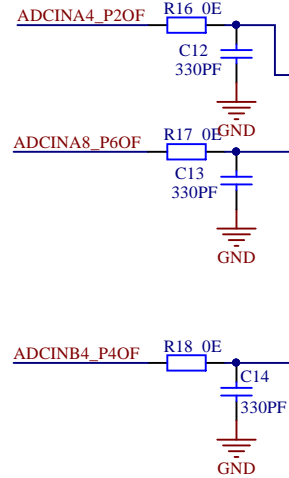 ADCINA4_P2OF R16 0E
C12
330PF
GND
ADCINA8_P6OF R17 0E
C13
330PF
GND
ADCINB4_P4OF R18 0E
C14
330PF
GND